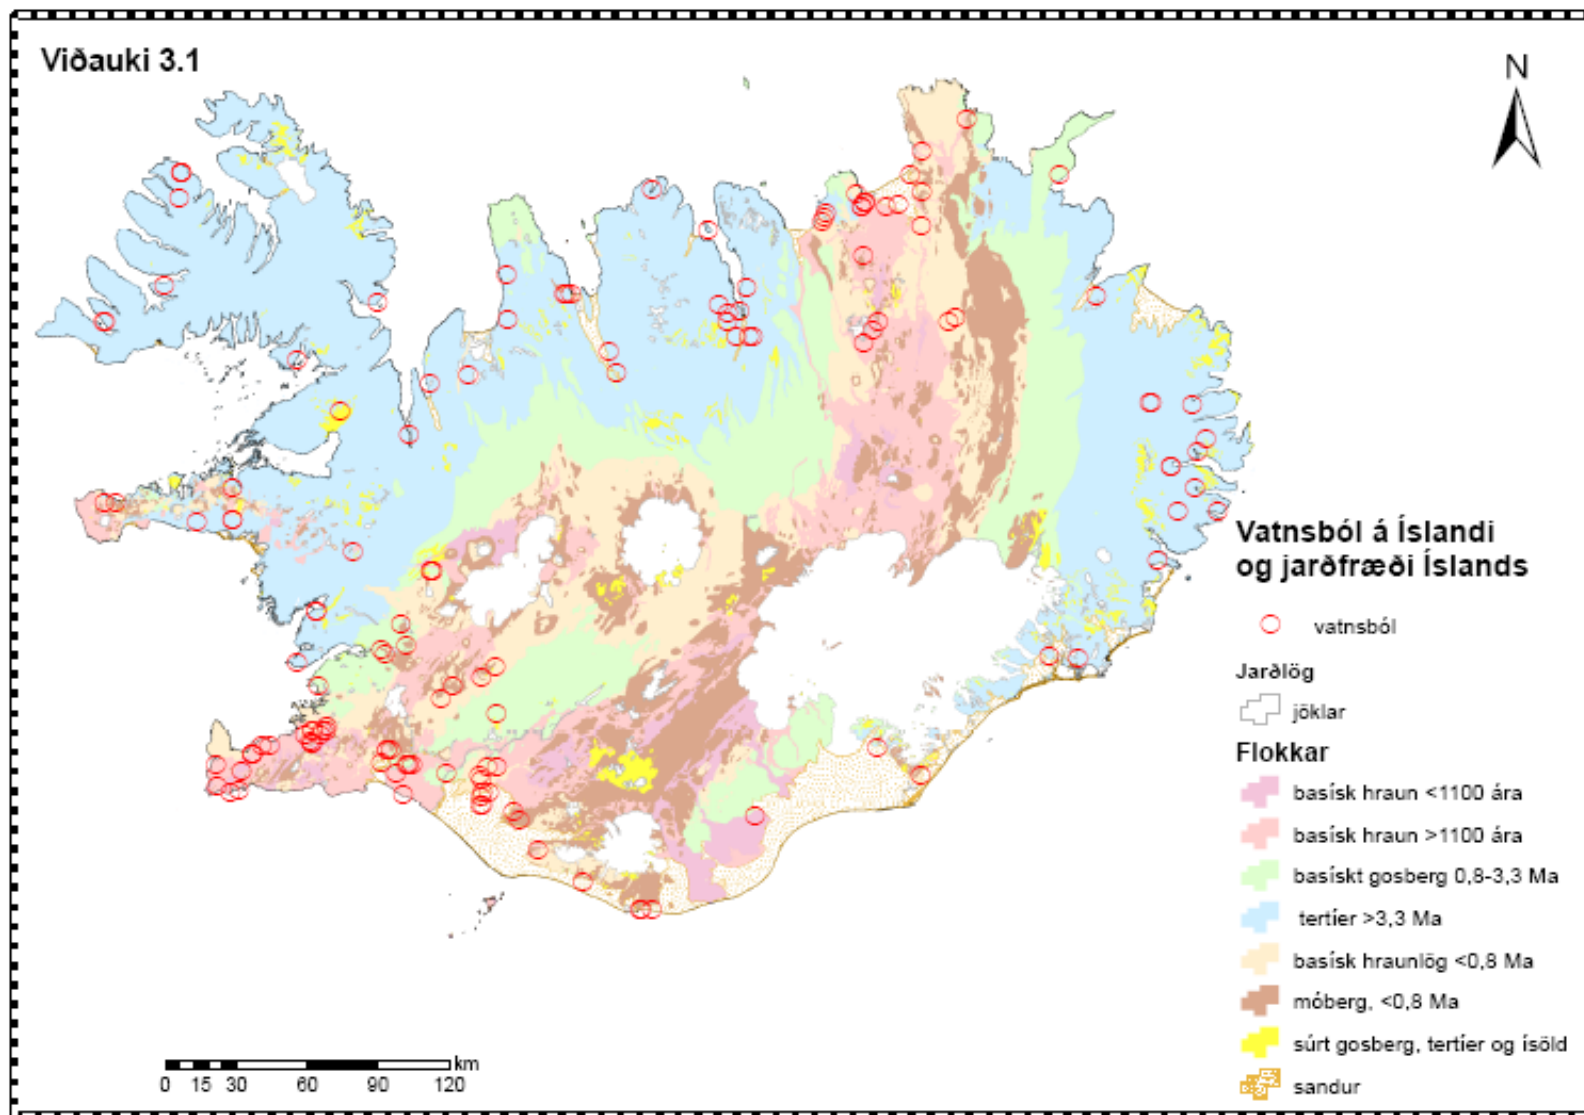 Viðauki 3.1
N
Vatnsból á Íslandi
og jarðfræði Íslands
vatnsból
Jarðlög
jöklar
Flokkar
basísk hraun <1100 ára
basísk hraun >1100 ára
basískt gosberg 0,8-3,3 Ma
tertíer >3,3 Ma
basísk hraunlög <0,8 Ma
móberg, <0,8 Ma
súrt gosberg, tertíer og ísöld
sandur
km
0 15 30 60 90 120